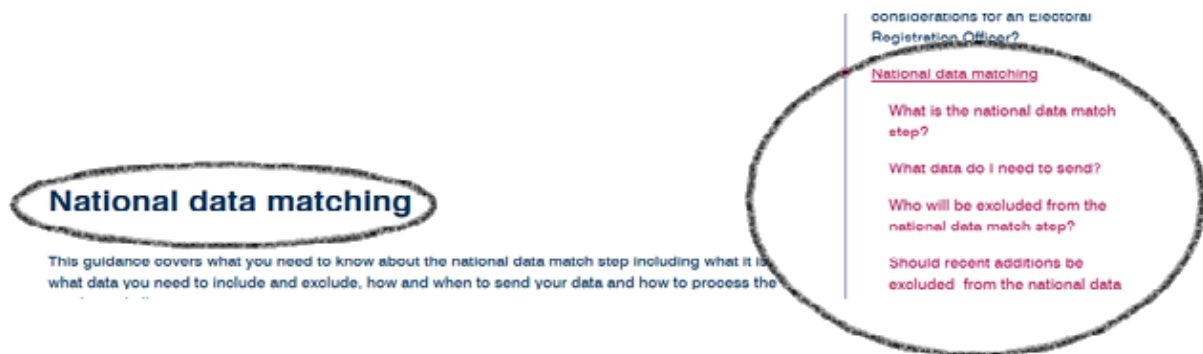 National data matching
This guidance covers what you need to know about the national data match step including what it is
what data you need to include and exclude, how and when to send your data and how to process the
considerations for an Electoral
Registration Officer?
National data matching
What is the national data match
step?
What data do I need to send?
Who will be excluded from the
national data match step?
Should recent additions be
excluded from the national data